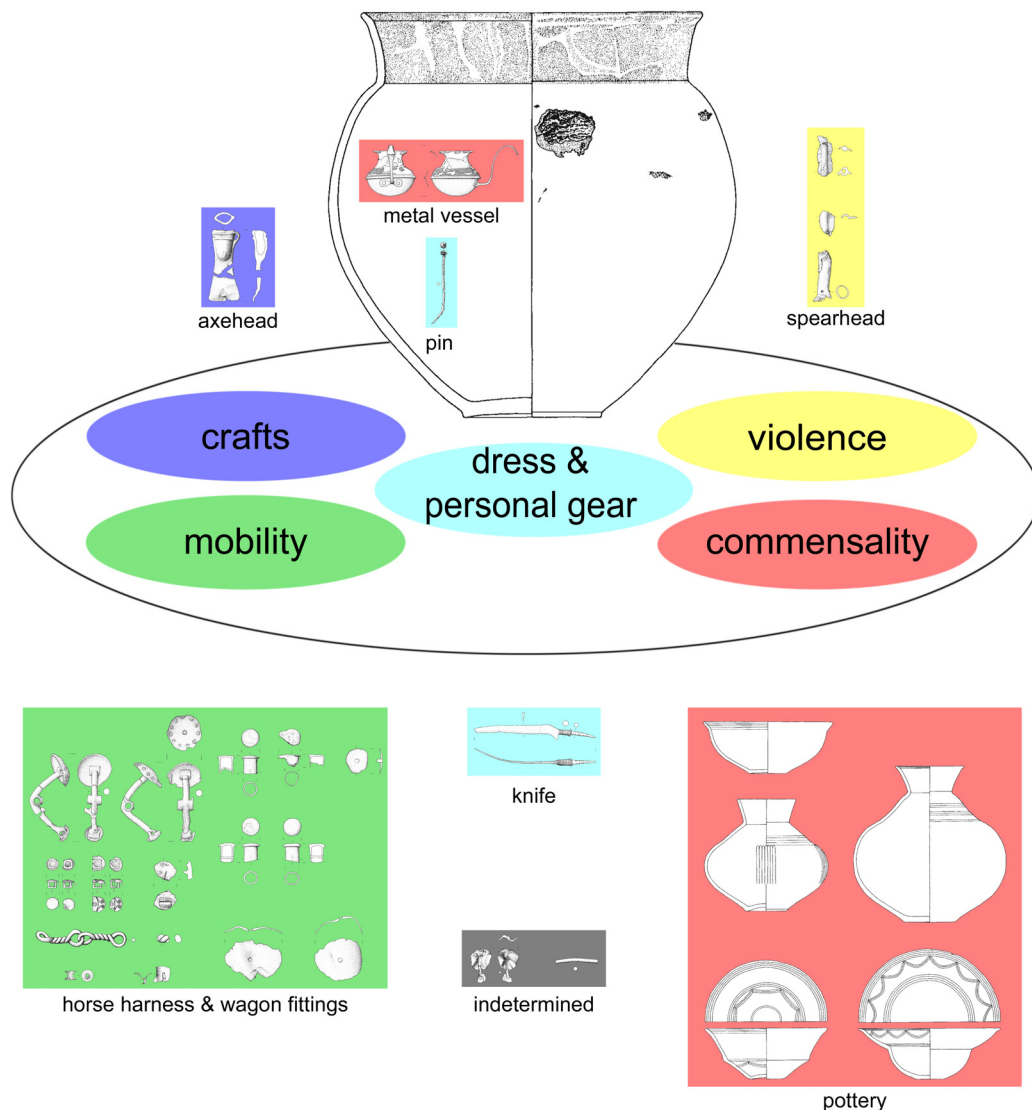 metal vessel
axehead
pin
spearhead
crafts
violence
dress &
personal gear
mobility
commensality
knife
horse harness & wagon fittings
indetermined
pottery